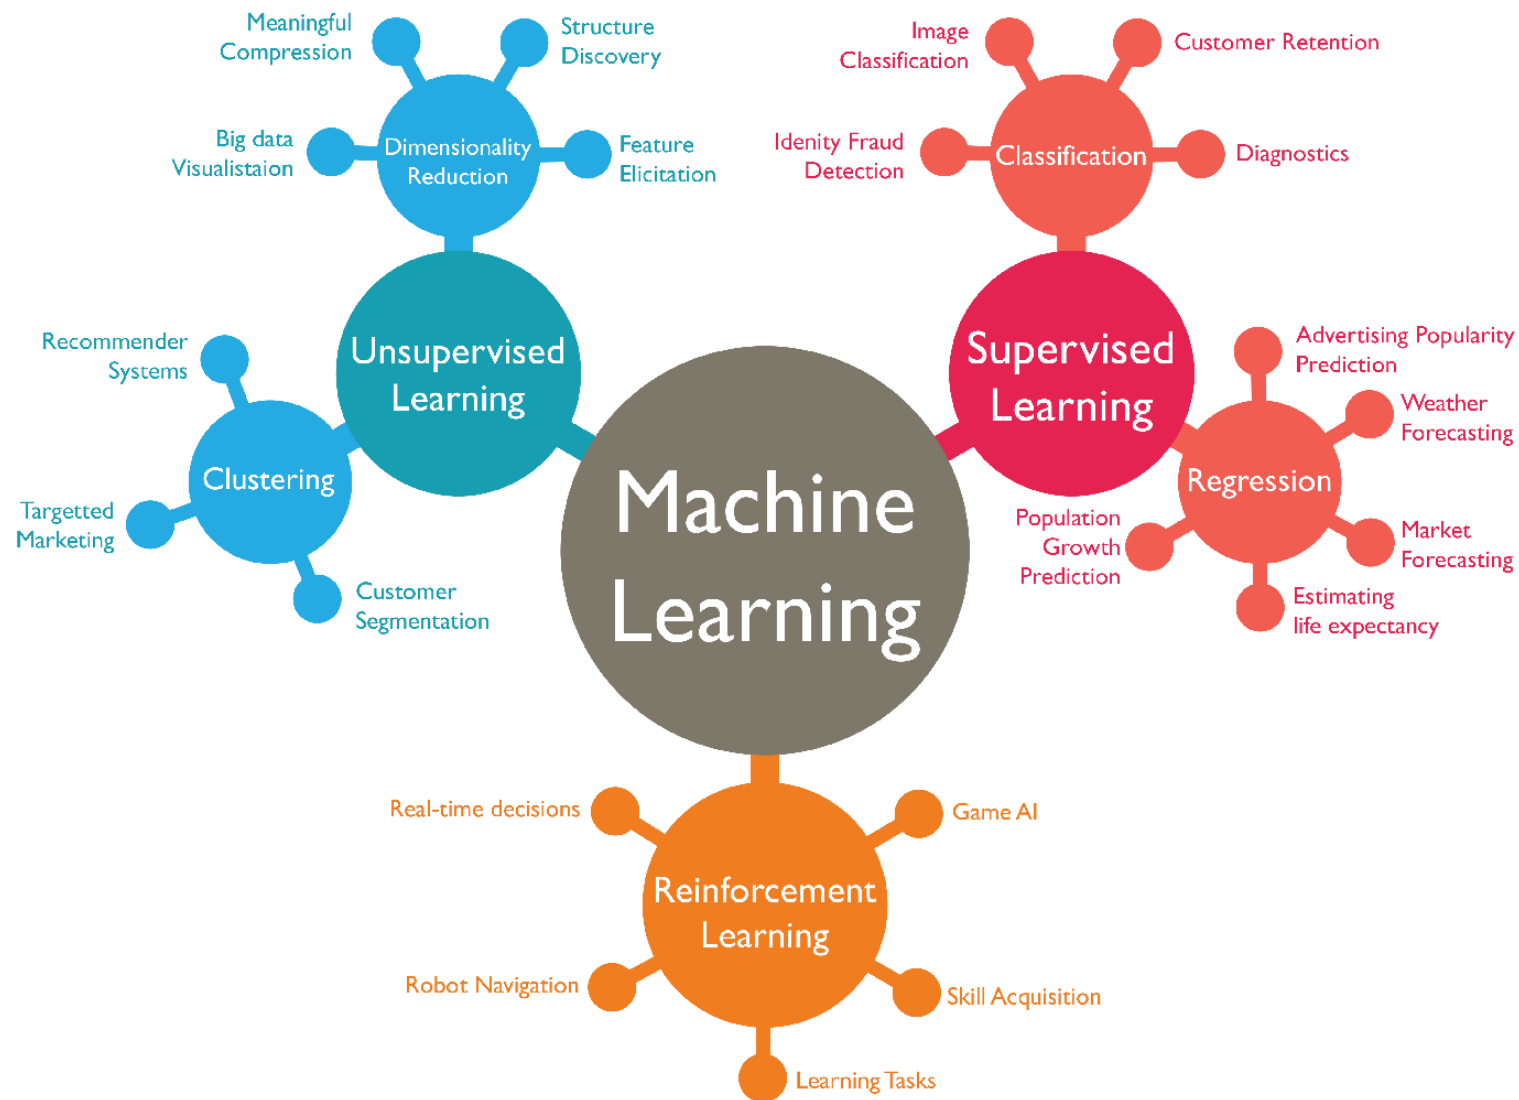 Meaningful
Compression
Structure
Discovery
Big data
Visualistaion
Dimensionality
Reduction
Feature
Elicitation
Image
Classification
Customer Retention
Idenity Fraud
Detection
Classification
Diagnostics
Unsupervised
Learning
Supervised
Learning
Recommender
Systems
Clustering
Targetted
Marketing
Customer
Segmentation
Machine
Learning
Advertising Popularity
Prediction
Weather
Forecasting
Regression
Population
Growth
Prediction
Market
Forecasting
Estimating
life expectancy
Real-time decisions
Game AI
Reinforcement
Learning
Robot Navigation
Skill Acquisition
Learning Tasks